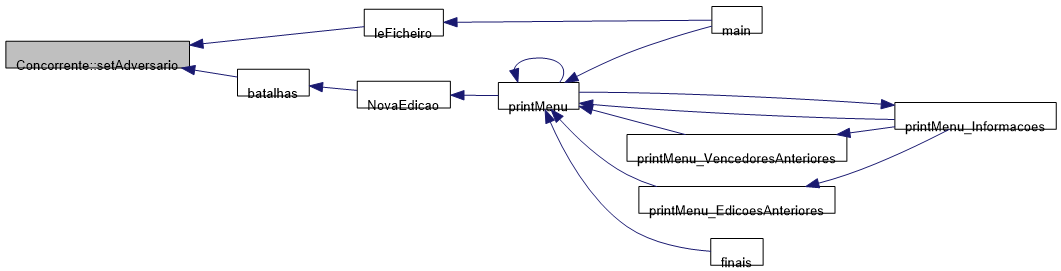 Concorrente::setAdversario
leFicheiro
batalhas
NovaEdicao
printMenu
main
printMenu_Informacoes
printMenu_VencedoresAnteriores
printMenu_EdicoesAnteriores
finais